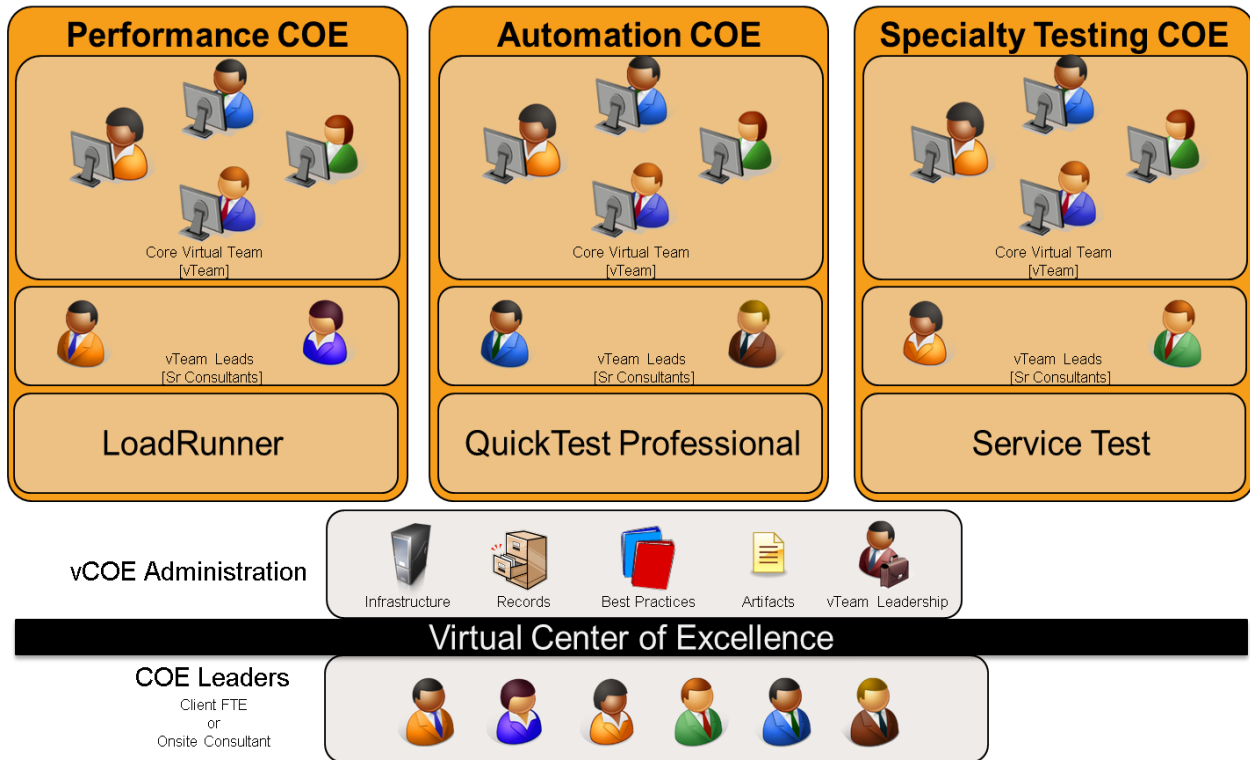 Performance COE
Core Virtual Team
[vTeam]
vTeam Leads
[Sr Consultants]
LoadRunner
Automation COE
Core Virtual Team
[vTeam]
vTeam Leads
[Sr Consultants]
QuickTest Professional
Specialty Testing COE
Core Virtual Team
[vTeam]
vTeam Leads
[Sr Consultants]
Service Test
vCOE Administration
Infrastructure
Records
Best Practices
Artifacts
vTeam Leadership
Virtual Center of Excellence
COE Leaders
Client FTE
or
Onsite Consultant